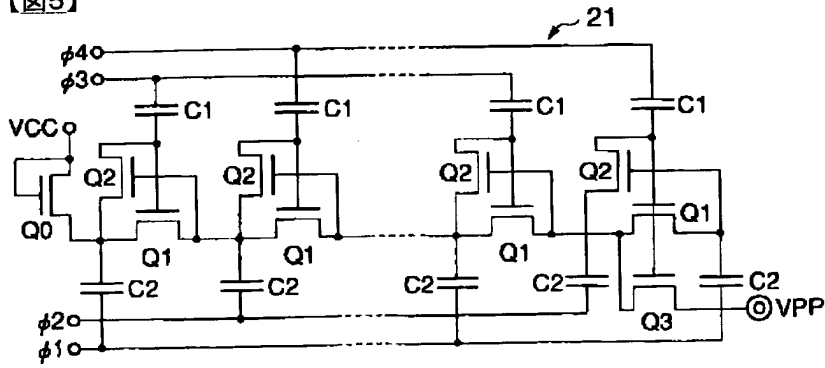 【図5】
21
φ4
φ3
C1 C1 C1 C1
VCC
Q2 Q2 Q2 Q2
Q0 Q1 Q1 Q1 Q1
C2 C2 C2 C2 C2
Q3 VPP
φ2
φ1